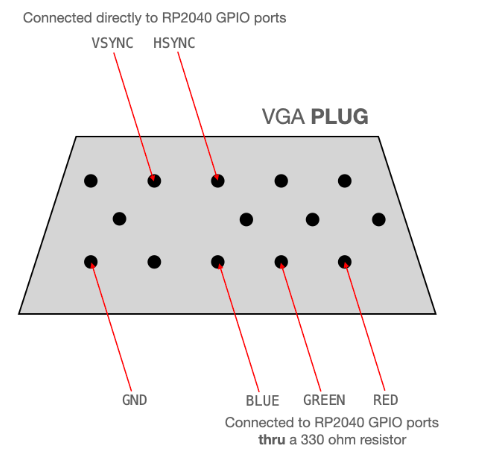 Connected directly to RP2040 GPIO ports
VSYNC HSYNC
VGA PLUG
GND BLUE GREEN RED
Connected to RP2040 GPIO ports
thru a 330 ohm resistor